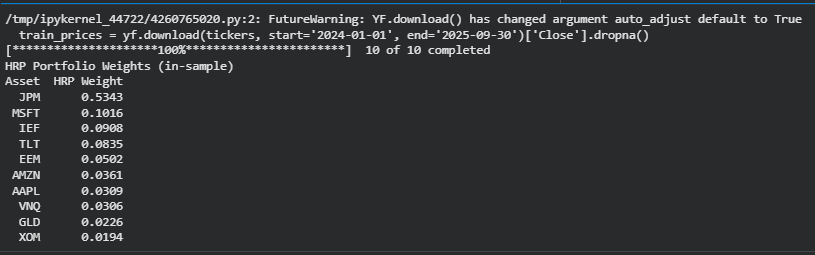 /tmp/ipykernel_44722/4260765020.py:2: FutureWarning: YF.download() has changed argument auto_adjust default to True
  train_prices = yf.download(tickers, start='2024-01-01', end='2025-09-30')['Close'].dropna()
[*********************100%***********************]  10 of 10 completed
HRP Portfolio Weights (in-sample)
Asset  HRP Weight
  JPM      0.5343
 MSFT      0.1016
  IEF      0.0908
  TLT      0.0835
  EEM      0.0502
 AMZN      0.0361
 AAPL      0.0309
  VNQ      0.0306
  GLD      0.0226
  XOM      0.0194